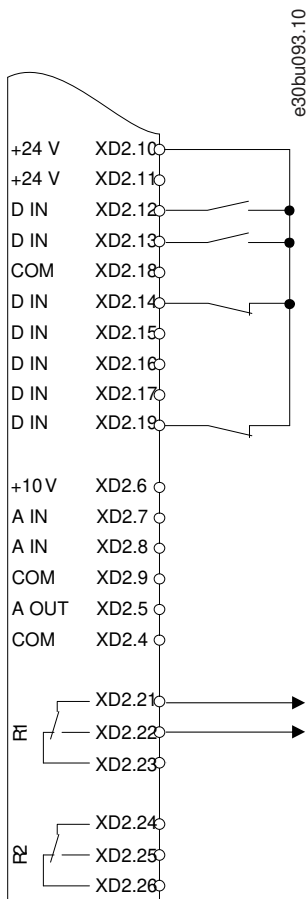 e30bu093.10
+24 V XD2.10
+24 V XD2.11
D IN XD2.12
D IN XD2.13
COM XD2.18
D IN XD2.14
D IN XD2.15
D IN XD2.16
D IN XD2.17
D IN XD2.19
+10 V XD2.6
A IN XD2.7
A IN XD2.8
COM XD2.9
A OUT XD2.5
COM XD2.4
R1
XD2.21
XD2.22
XD2.23
R2
XD2.24
XD2.25
XD2.26